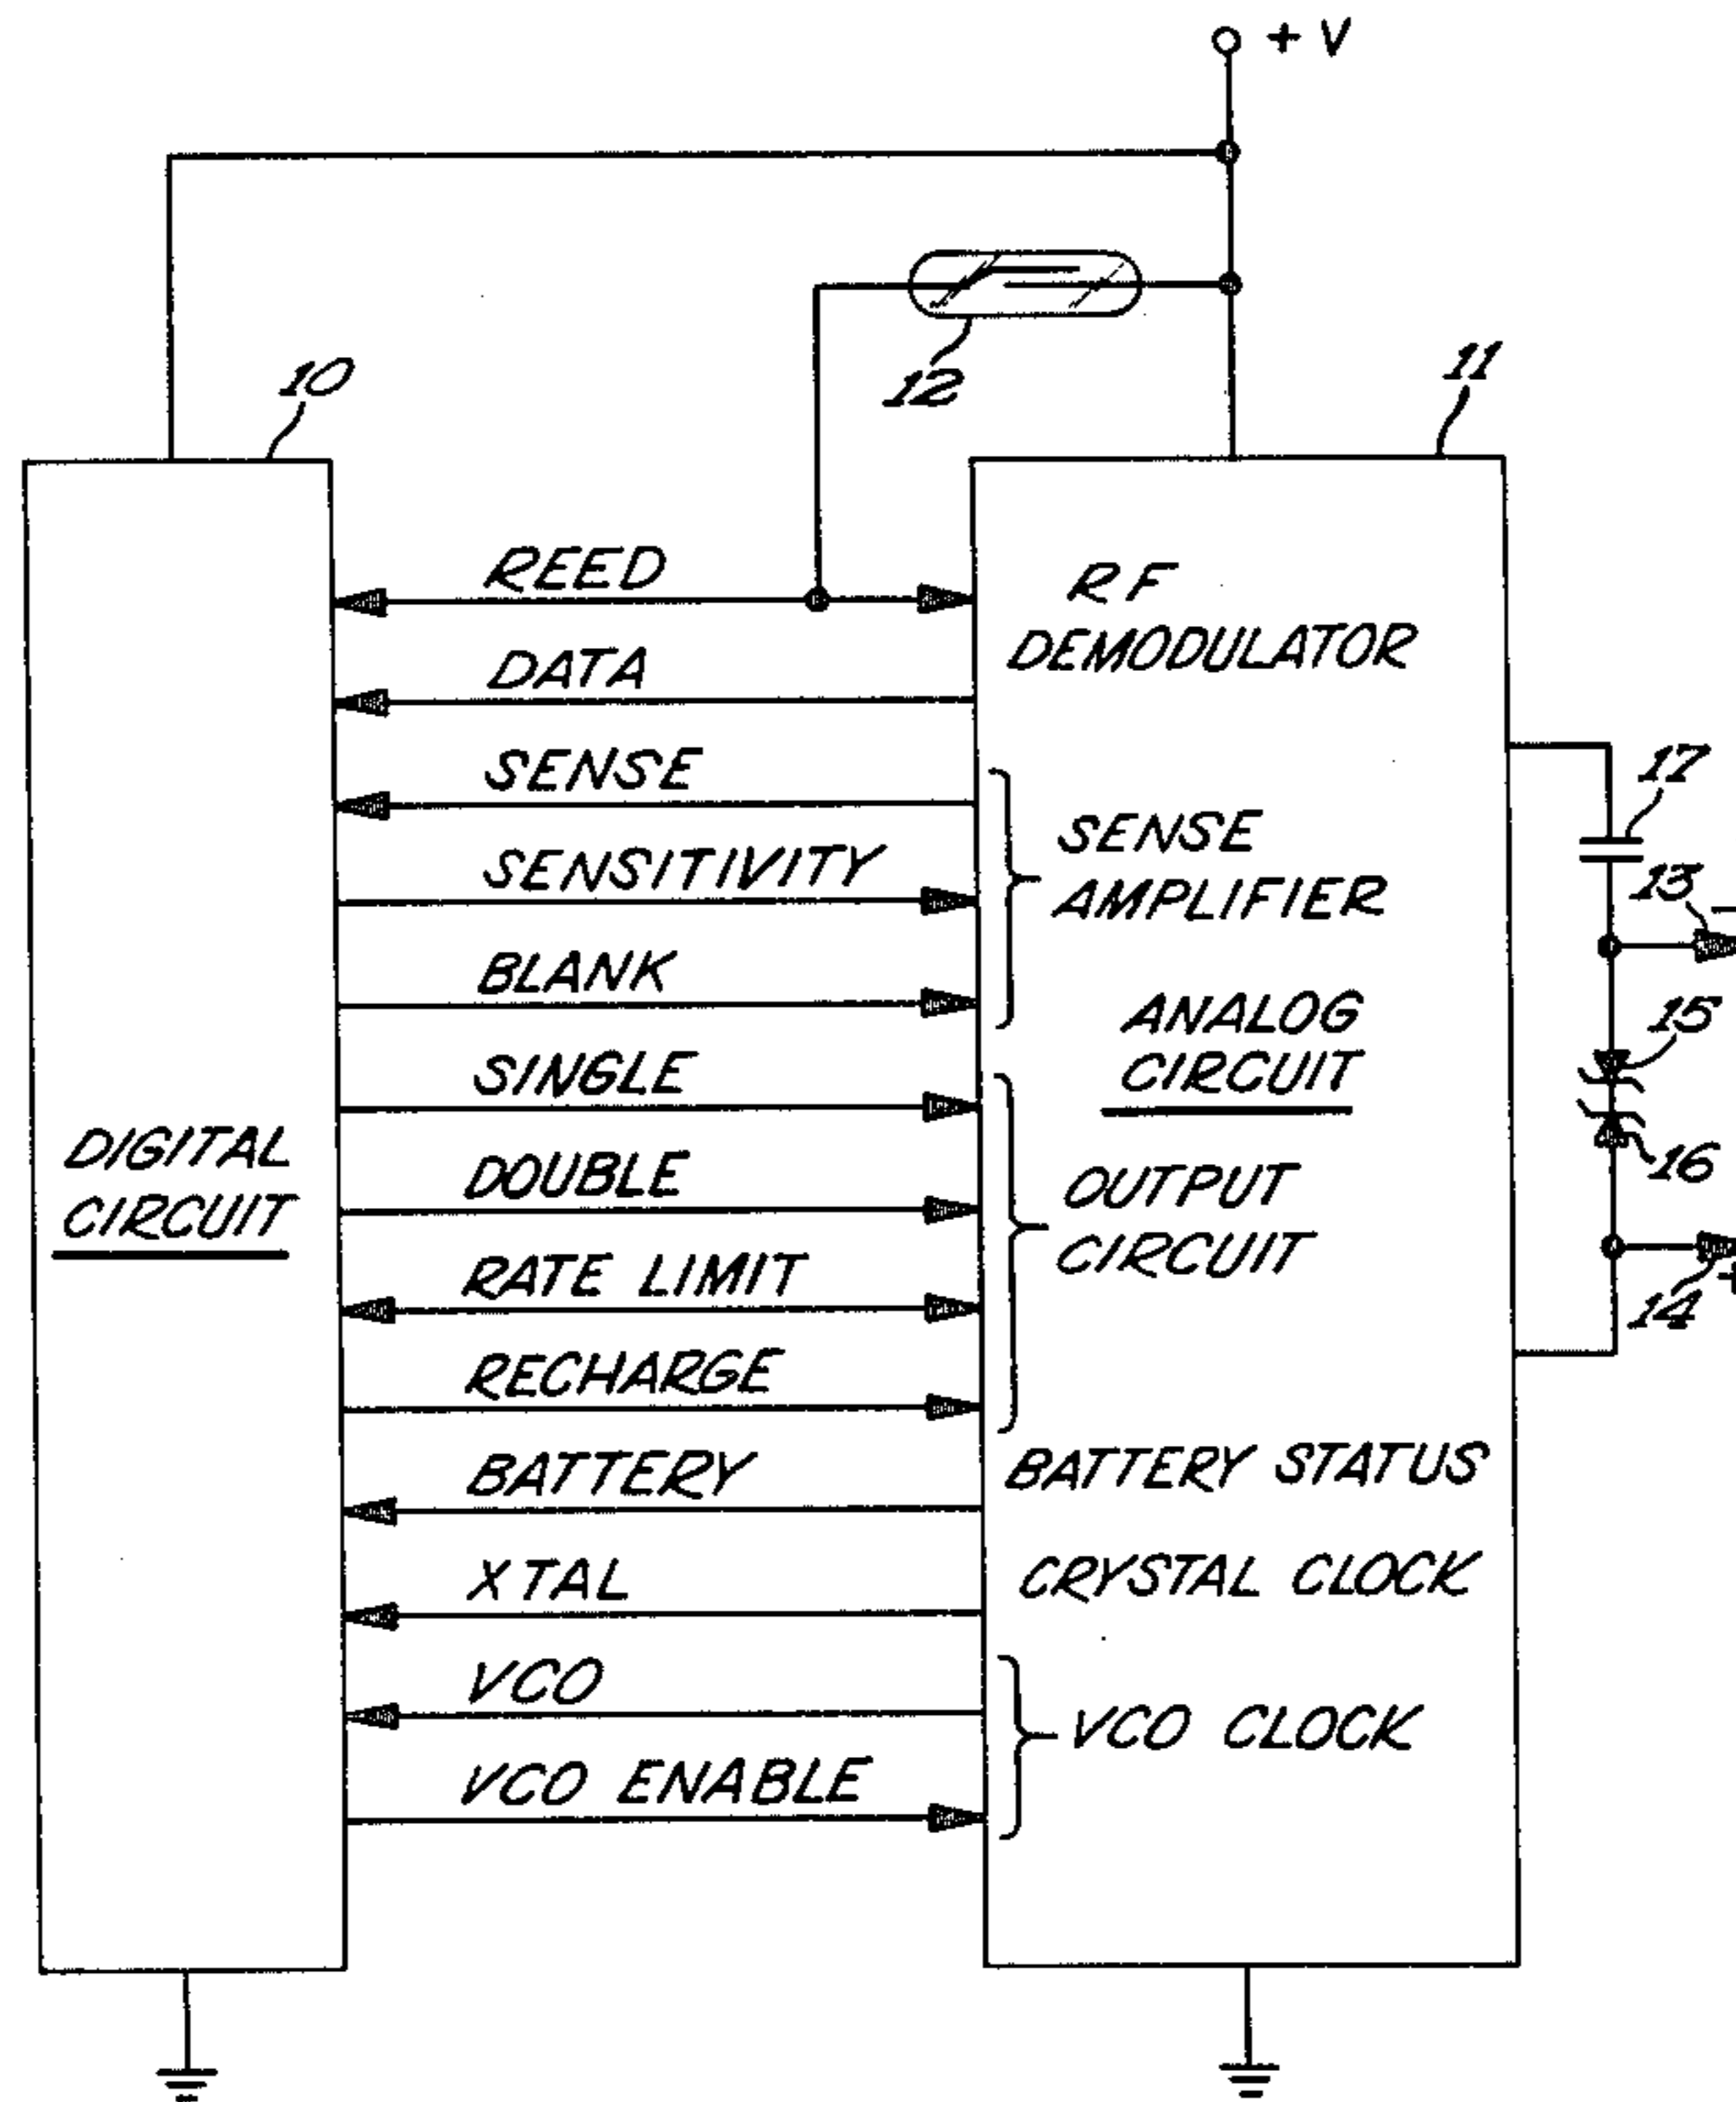 + V
10
12
11
REED
RF
DEMODULATOR
DATA
SENSE
SENSE
AMPLIFIER
SENSITIVITY
BLANK
17
13
-
ANALOG
CIRCUIT
15
SINGLE
DIGITAL
CIRCUIT
DOUBLE
OUTPUT
CIRCUIT
16
RATE LIMIT
14
+
RECHARGE
BATTERY
BATTERY STATUS
XTAL
CRYSTAL CLOCK
VCO
VCO CLOCK
VCO ENABLE